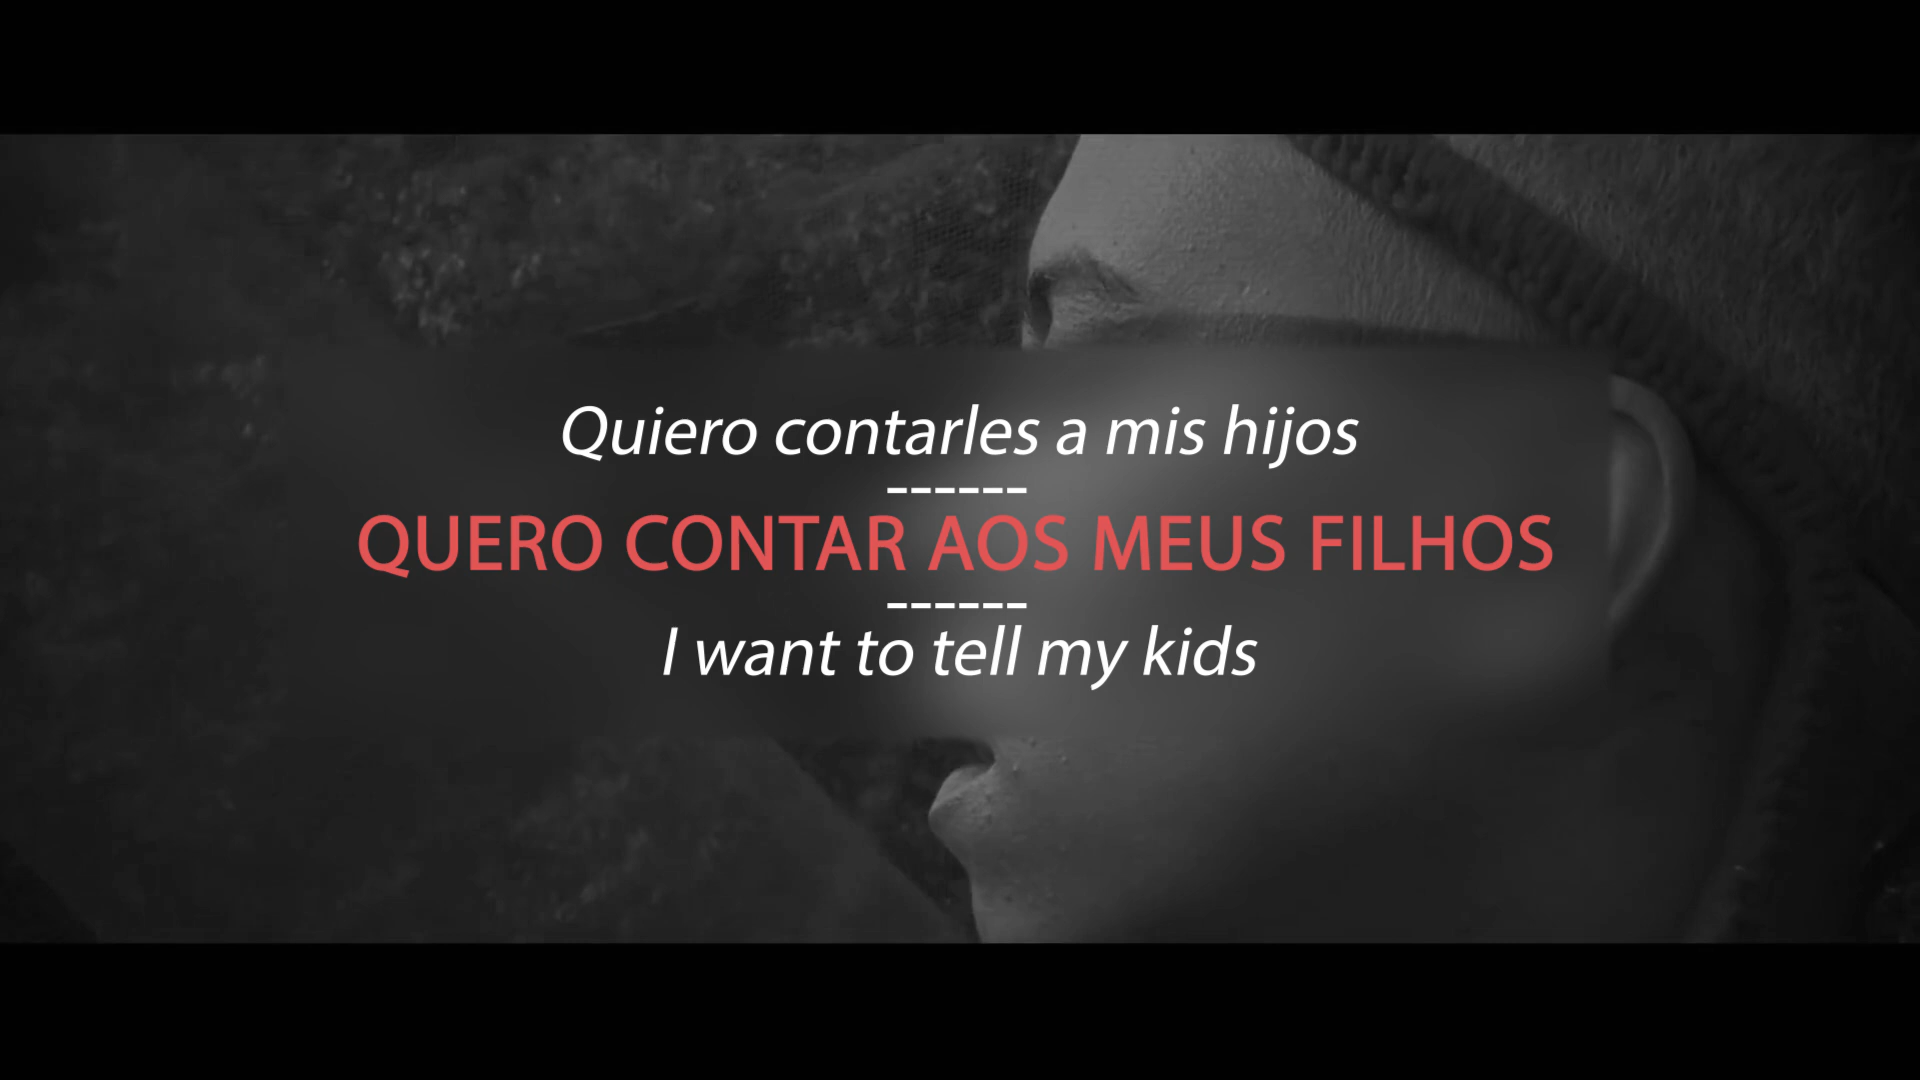 Quiero contarles a mis hijos
------
QUERO CONTAR AOS MEUS FILHOS
------
I want to tell my kids